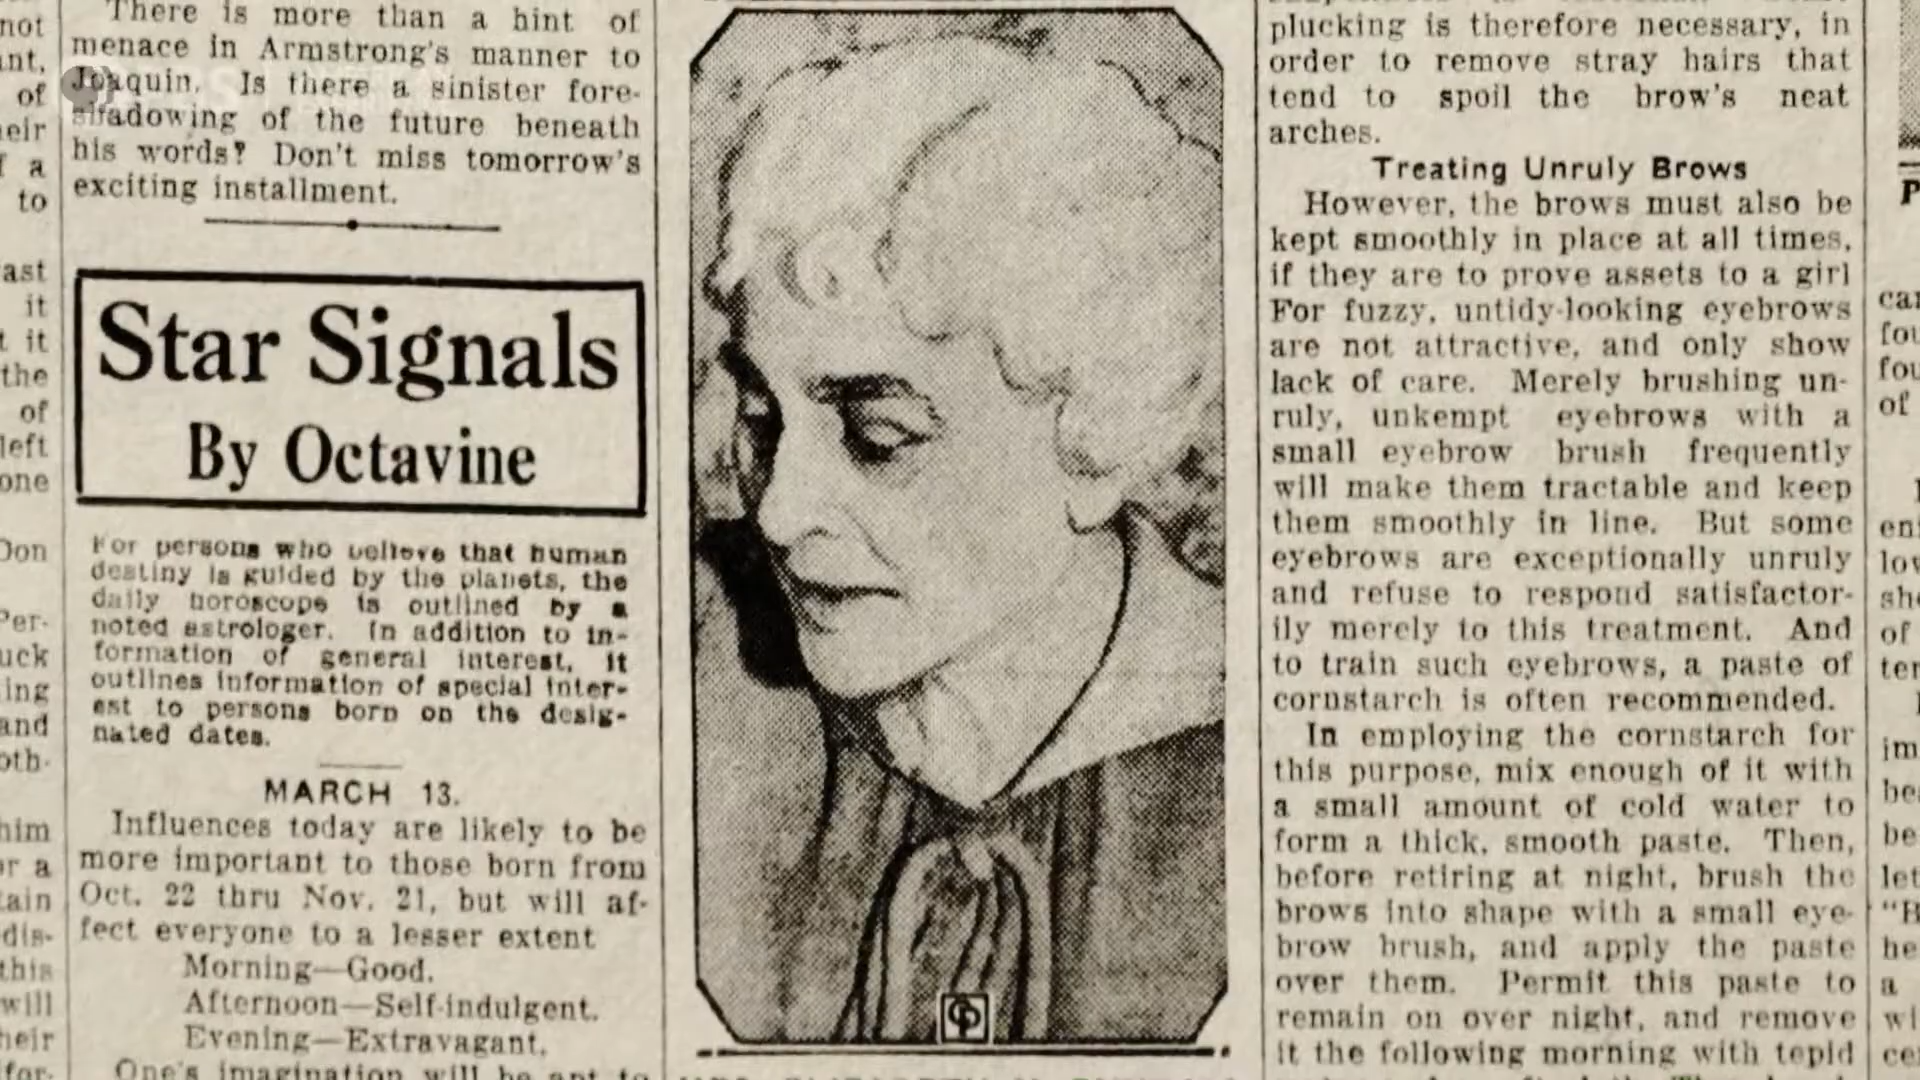 There is more than a hint of
menace in Armstrong's manner to
Joaquin. Is there a sinister fore-
shadowing of the future beneath
his words? Don't miss tomorrow's
exciting installment.
Star Signals
By Octavine
For persons who believe that human
destiny is guided by the planets, the
daily horoscope is outlined by a
noted astrologer. In addition to in-
formation of general interest, it
outlines information of special inter-
est to persons born on the desig-
nated dates.
MARCH 13.
Influences today are likely to be
more important to those born from
Oct. 22 thru Nov. 21, but will af-
fect everyone to a lesser extent
Morning—Good.
Afternoon—Self-indulgent.
Evening—Extravagant.
One's imagination will be apt to
plucking is therefore necessary, in
order to remove stray hairs that
tend to spoil the brow's neat
arches.
Treating Unruly Brows
However, the brows must also be
kept smoothly in place at all times,
if they are to prove assets to a girl
For fuzzy, untidy-looking eyebrows
are not attractive, and only show
lack of care. Merely brushing un-
ruly, unkempt eyebrows with a
small eyebrow brush frequently
will make them tractable and keep
them smoothly in line. But some
eyebrows are exceptionally unruly
and refuse to respond satisfactor-
ily merely to this treatment. And
to train such eyebrows, a paste of
cornstarch is often recommended.
In employing the cornstarch for
this purpose, mix enough of it with
a small amount of cold water to
form a thick, smooth paste. Then,
before retiring at night, brush the
brows into shape with a small eye-
brow brush, and apply the paste
over them. Permit this paste to
remain on over night, and remove
it the following morning with tepid